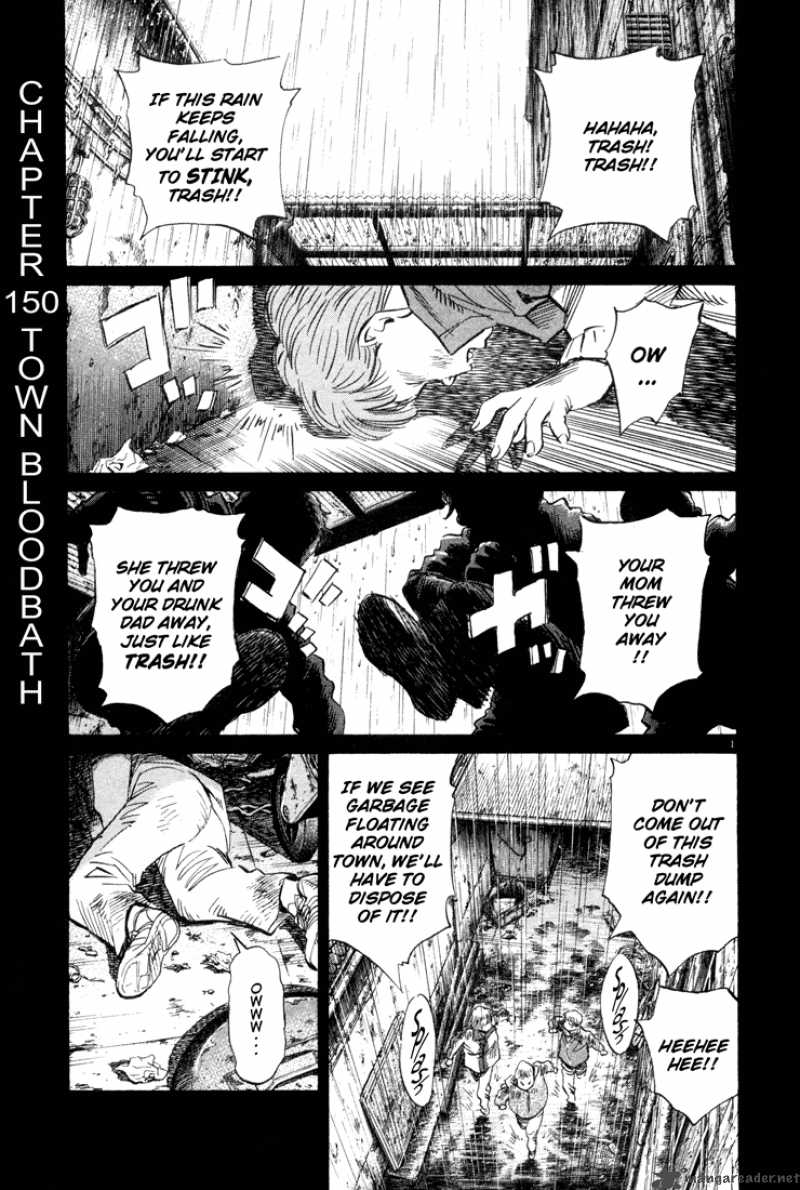 CHAPTER 150 TOWN BLOODBATH
HAHAHA,
TRASH!
TRASH!!
IF THIS RAIN
KEEPS
FALLING,
YOU'LL START
TO STINK,
TRASH!!
OW
...
ゴッ
YOUR
MOM
THREW
YOU
AWAY
!!
SHE THREW
YOU AND
YOUR DRUNK
DAD AWAY,
JUST LIKE
TRASH!!
1
DON'T
COME OUT
OF THIS
TRASH
DUMP
AGAIN!!
IF WE SEE
GARBAGE
FLOATING
AROUND
TOWN, WE'LL
HAVE TO
DISPOSE
OF IT!!
HEEHEE
HEE!!
OWWW...
mangareader.net